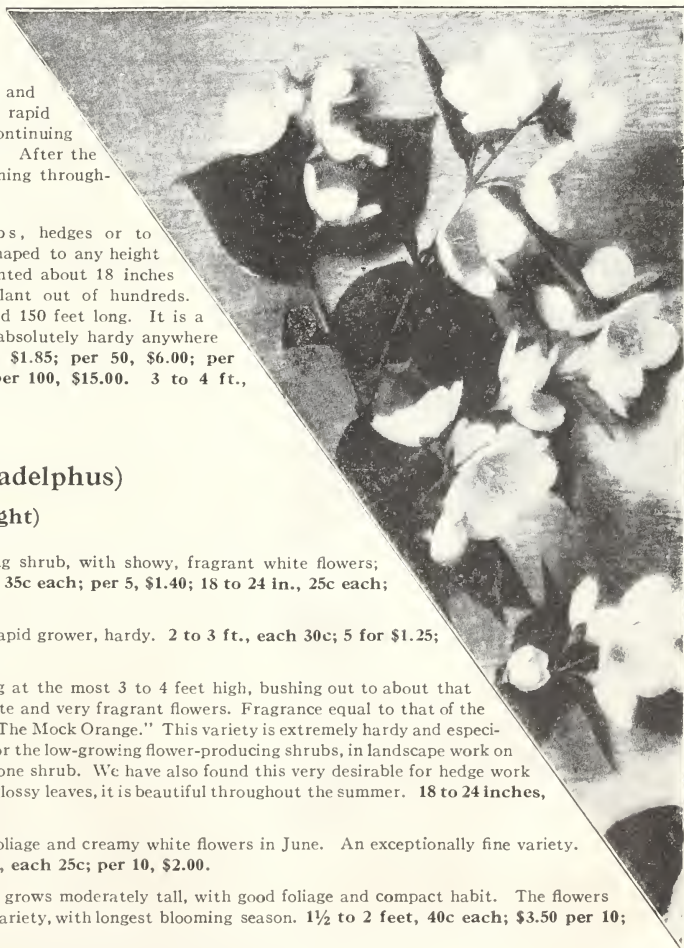 and
rapid
ontinuing
After the
ning through-
os, hedges or to
haped to any height
nted about 18 inches
lant out of hundreds.
d 150 feet long. It is a
absolutely hardy anywhere
$1.85; per 50, $6.00; per
er 100, $15.00. 3 to 4 ft.,
adelphus)
ght)
g shrub, with showy, fragrant white flowers;
35c each; per 5, $1.40; 18 to 24 in., 25c each;
apid grower, hardy. 2 to 3 ft., each 30c; 5 for $1.25;
g at the most 3 to 4 feet high, bushing out to about that
te and very fragrant flowers. Fragrance equal to that of the
The Mock Orange." This variety is extremely hardy and especi-
or the low-growing flower-producing shrubs, in landscape work on
one shrub. We have also found this very desirable for hedge work
lossy leaves, it is beautiful throughout the summer. 18 to 24 inches,
oliage and creamy white flowers in June. An exceptionally fine variety.
, each 25c; per 10, $2.00.
grows moderately tall, with good foliage and compact habit. The flowers
ariety, with longest blooming season. 1½ to 2 feet, 40c each; $3.50 per 10;